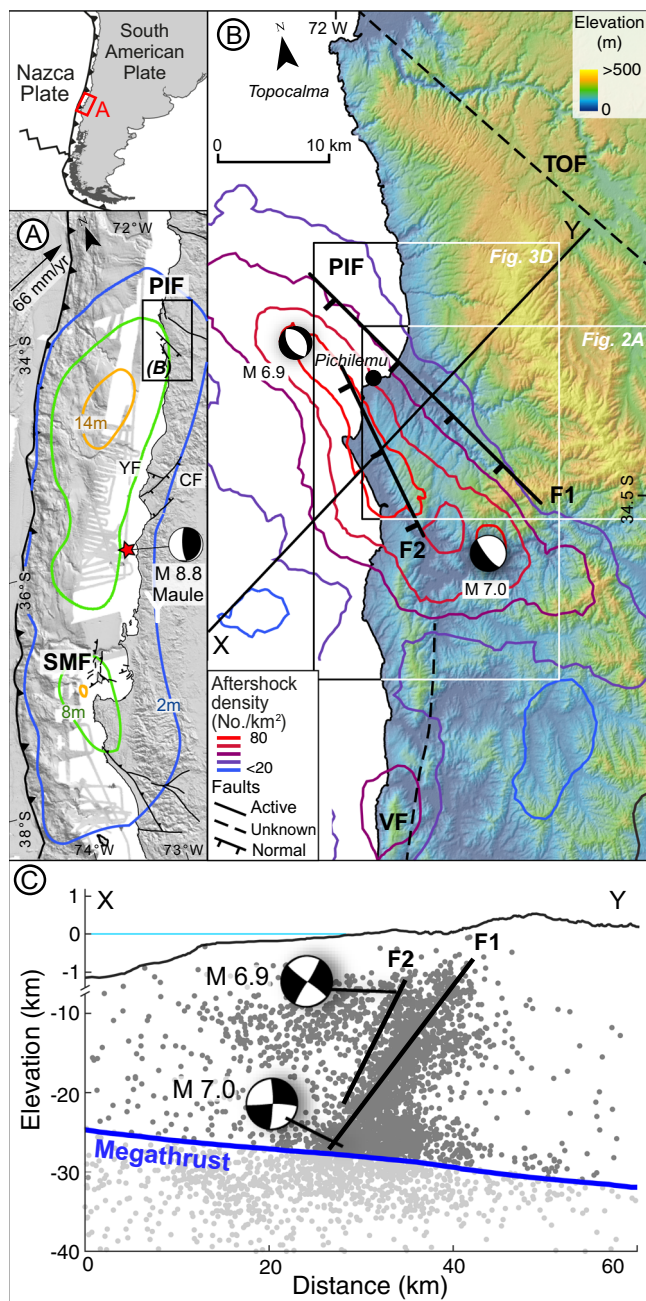 South
American
Plate
Nazca
Plate
A
A
N
72°W
66 mm/yr
PIF
34°S
(B)
14m
YF
CF
M 8.8
Maule
36°S
SMF
8m
2m
38°S
74°W
73°W
B
72 W
N
Topocalma
0
10 km
Elevation
(m)
>500
0
TOF
Y
PIF
Fig. 3D
Fig. 2A
Pichilemu
M 6.9
F1
34.5 S
F2
M 7.0
X
Aftershock
density
(No./km²)
80
<20
Faults
Active
Unknown
Normal
VF
C
X
Y
1
0
-1
-10
-20
-30
-40
Elevation (km)
M 6.9
F2
F1
M 7.0
Megathrust
0
20
40
60
Distance (km)